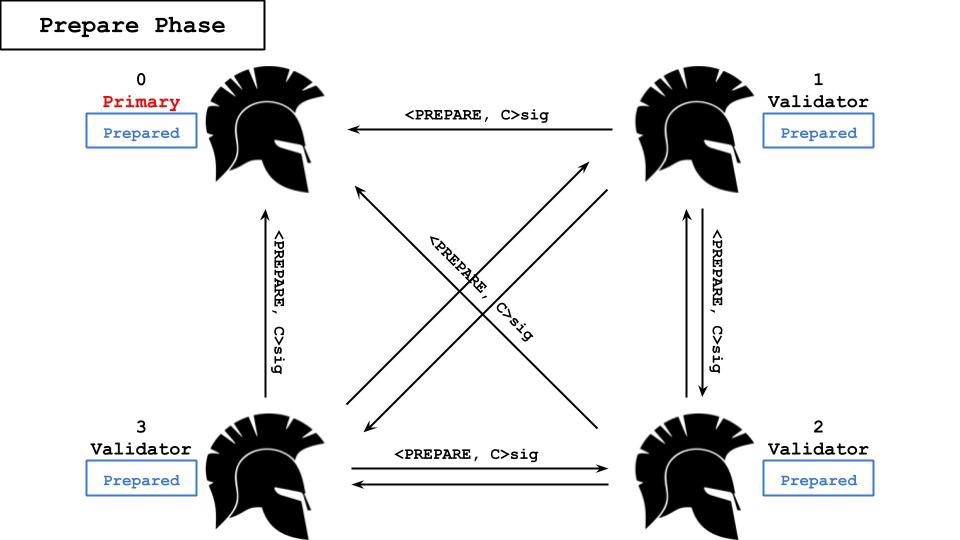 Prepare Phase
0
Primary
Prepared
1
Validator
Prepared
<PREPARE, C>sig
<PREPARE, C>sig
<PREPARE, C>sig
<PREPARE, C>sig
3
Validator
Prepared
<PREPARE, C>sig
2
Validator
Prepared